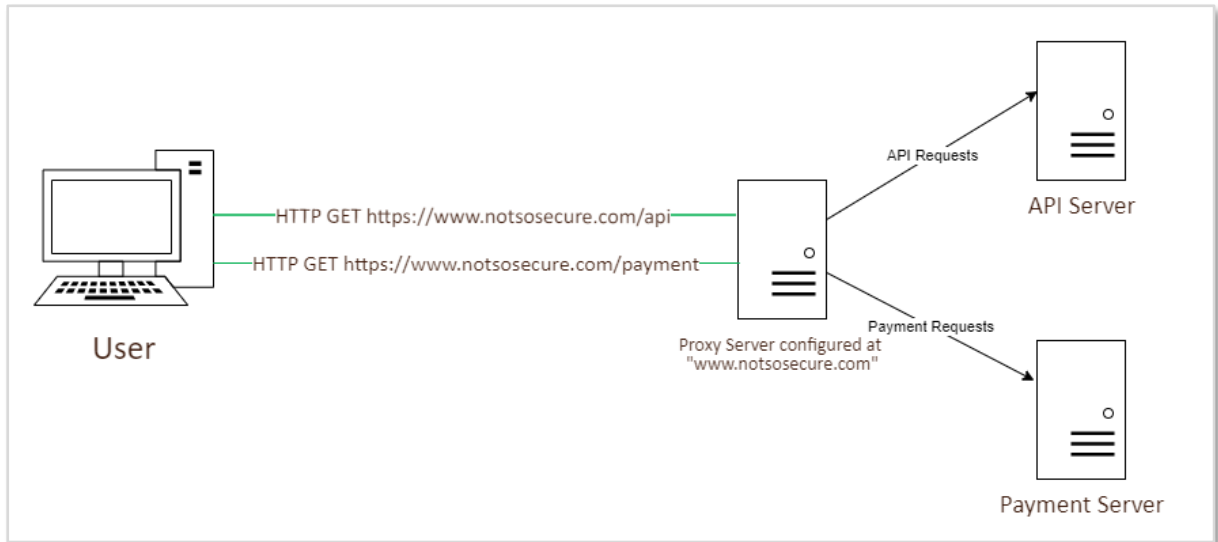 API Requests
API Server
HTTP GET https://www.notsosecure.com/api
HTTP GET https://www.notsosecure.com/payment
User
Payment Requests
Proxy Server configured at
"www.notsosecure.com"
Payment Server